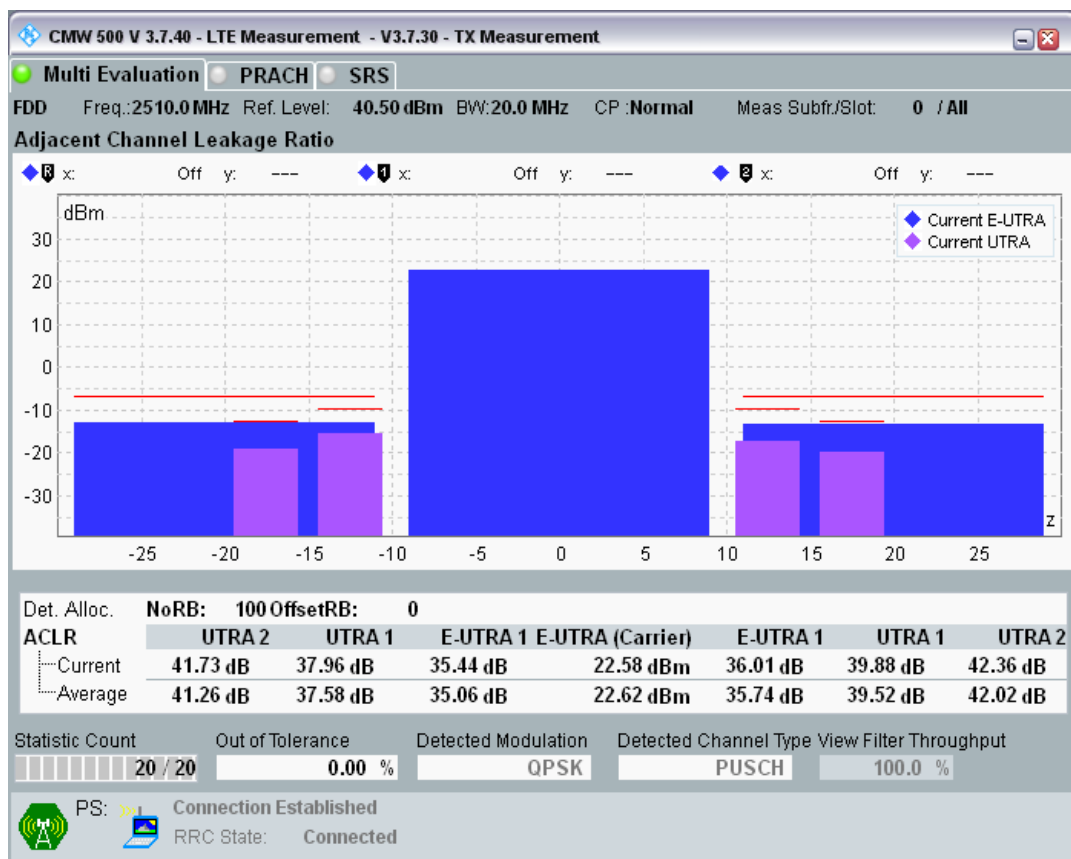 CMW 500 V 3.7.40 - LTE Measurement - V3.7.30 - TX Measurement
Multi Evaluation PRACH SRS
FDD Freq.:2510.0 MHz Ref. Level: 40.50 dBm BW:20.0 MHz CP :Normal Meas Subfr./Slot: 0 / All
Adjacent Channel Leakage Ratio
R x: Off y: --- 1 x: Off y: --- 2 x: Off y: ---
dBm
Current E-UTRA
Current UTRA
30
20
10
0
-10
-20
-30
z
-25 -20 -15 -10 -5 0 5 10 15 20 25
Det. Alloc. NoRB: 100 OffsetRB: 0
ACLR UTRA 2 UTRA 1 E-UTRA 1 E-UTRA (Carrier) E-UTRA 1 UTRA 1 UTRA 2
Current 41.73 dB 37.96 dB 35.44 dB 22.58 dBm 36.01 dB 39.88 dB 42.36 dB
Average 41.26 dB 37.58 dB 35.06 dB 22.62 dBm 35.74 dB 39.52 dB 42.02 dB
Statistic Count Out of Tolerance Detected Modulation Detected Channel Type View Filter Throughput
20 / 20 0.00 % QPSK PUSCH 100.0 %
PS: Connection Established
RRC State: Connected